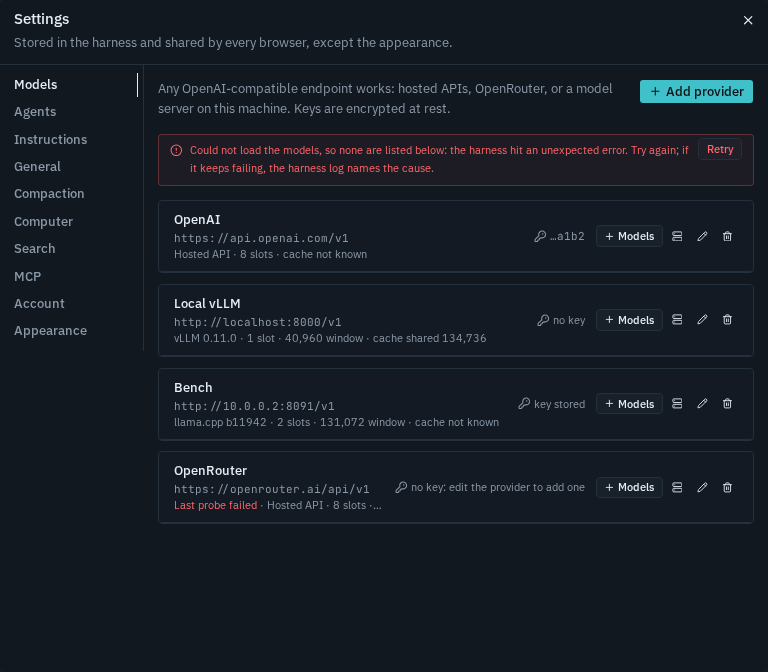 Settings
Stored in the harness and shared by every browser, except the appearance.
Models
Agents
Instructions
General
Compaction
Computer
Search
MCP
Account
Appearance
Any OpenAI-compatible endpoint works: hosted APIs, OpenRouter, or a model
server on this machine. Keys are encrypted at rest.
+ Add provider
Could not load the models, so none are listed below: the harness hit an unexpected error. Try again; if
it keeps failing, the harness log names the cause.
Retry
OpenAI
https://api.openai.com/v1
Hosted API · 8 slots · cache not known
…a1b2
+ Models
Local vLLM
http://localhost:8000/v1
vLLM 0.11.0 · 1 slot · 40,960 window · cache shared 134,736
no key
+ Models
Bench
http://10.0.0.2:8091/v1
llama.cpp b11942 · 2 slots · 131,072 window · cache not known
key stored
+ Models
OpenRouter
https://openrouter.ai/api/v1
Last probe failed · Hosted API · 8 slots ·…
no key: edit the provider to add one
+ Models